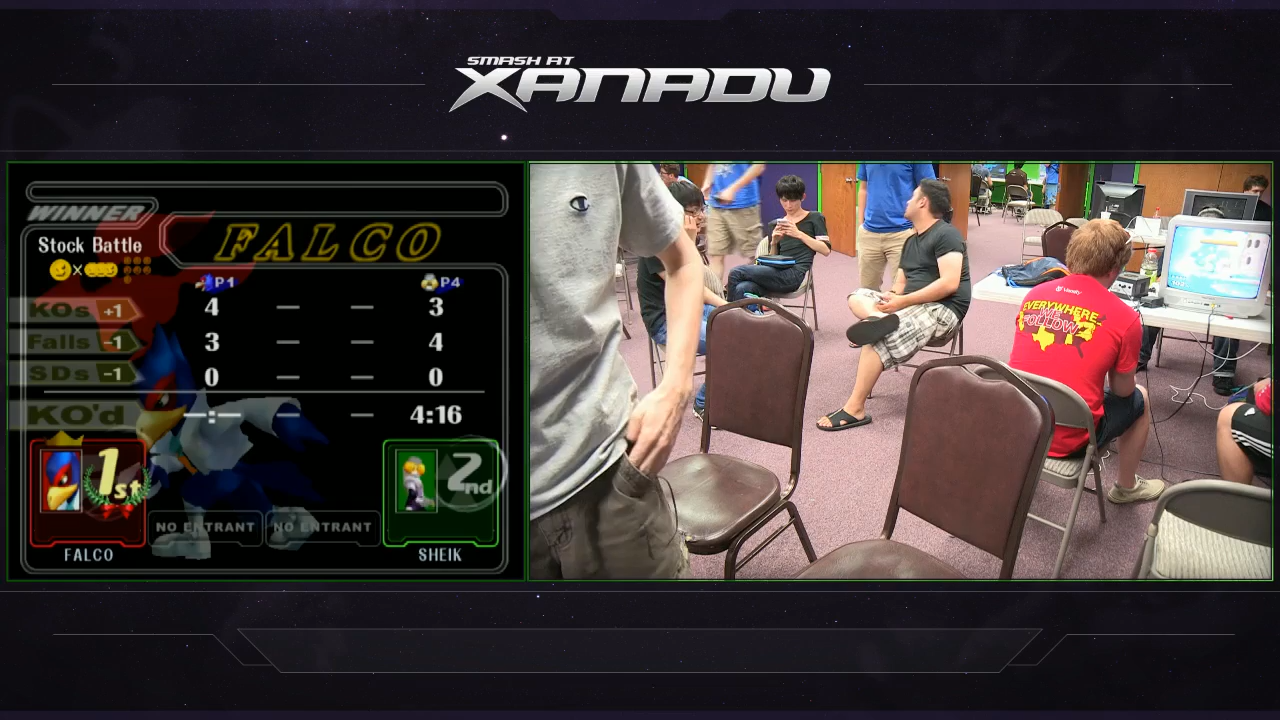 SMASH AT
XANADU
WINNER
FALCO
Stock Battle
X
P1 P4
KOs +1 4 — — 3
Falls -1 3 — — 4
SDs -1 0 — — 0
KO'd —:— — — 4:16
1st
2nd
NO ENTRANT NO ENTRANT
FALCO SHEIK
EVERYWHERE
WE
FOLLOW